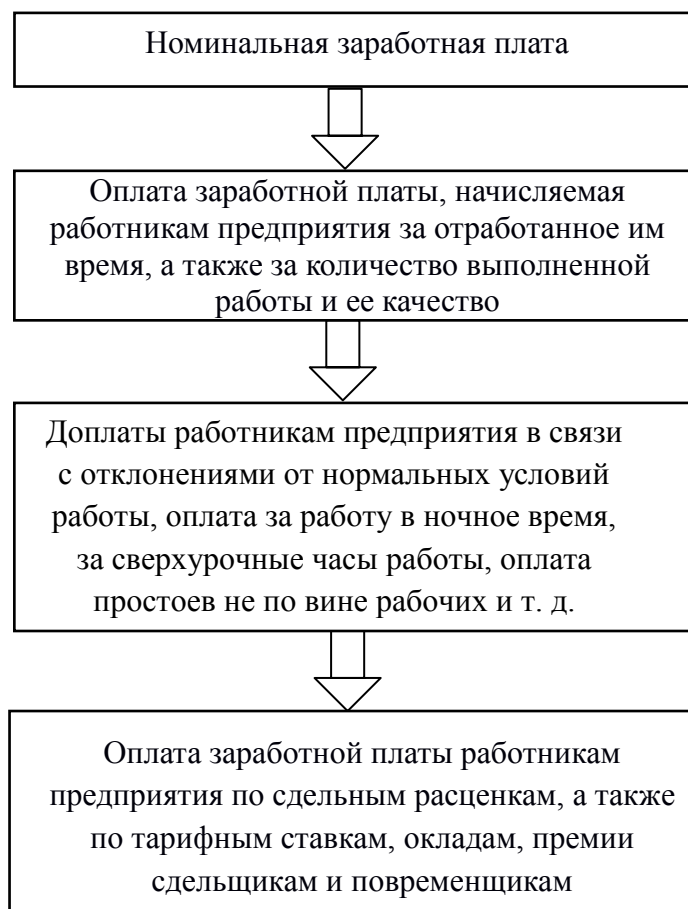 Номинальная заработная плата
Оплата заработной платы, начисляемая
работникам предприятия за отработанное им
время, а также за количество выполненной
работы и ее качество
Доплаты работникам предприятия в связи
с отклонениями от нормальных условий
работы, оплата за работу в ночное время,
за сверхурочные часы работы, оплата
простоев не по вине рабочих и т. д.
Оплата заработной платы работникам
предприятия по сдельным расценкам, а также
по тарифным ставкам, окладам, премии
сдельщикам и повременщикам